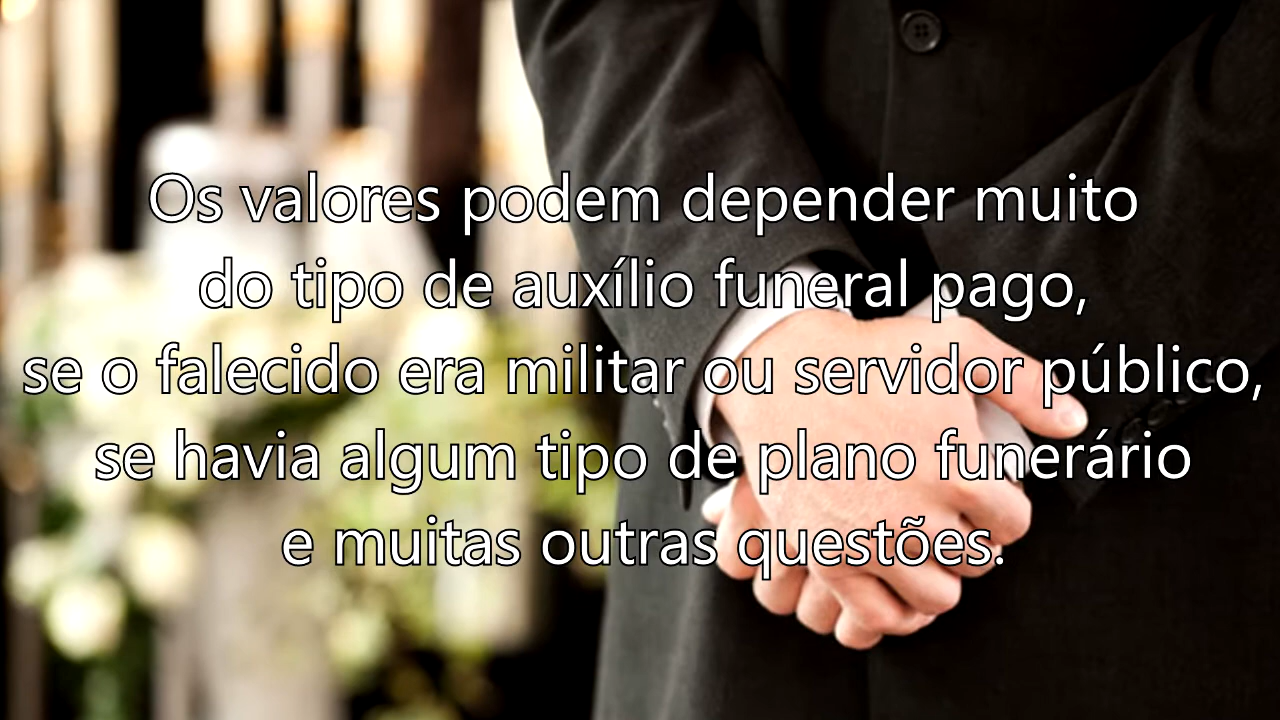 Os valores podem depender muito
do tipo de auxílio funeral pago,
se o falecido era militar ou servidor público,
se havia algum tipo de plano funerário
e muitas outras questões.